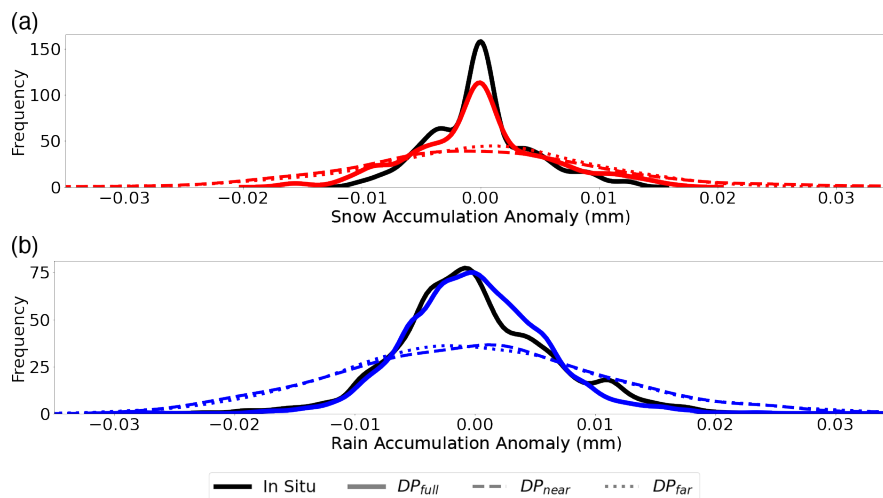 (a)
Frequency
150
100
50
0
−0.03 −0.02 −0.01 0.00 0.01 0.02 0.03
Snow Accumulation Anomaly (mm)
(b)
Frequency
75
50
25
0
−0.03 −0.02 −0.01 0.00 0.01 0.02 0.03
Rain Accumulation Anomaly (mm)
In Situ DPfull DPnear DPfar